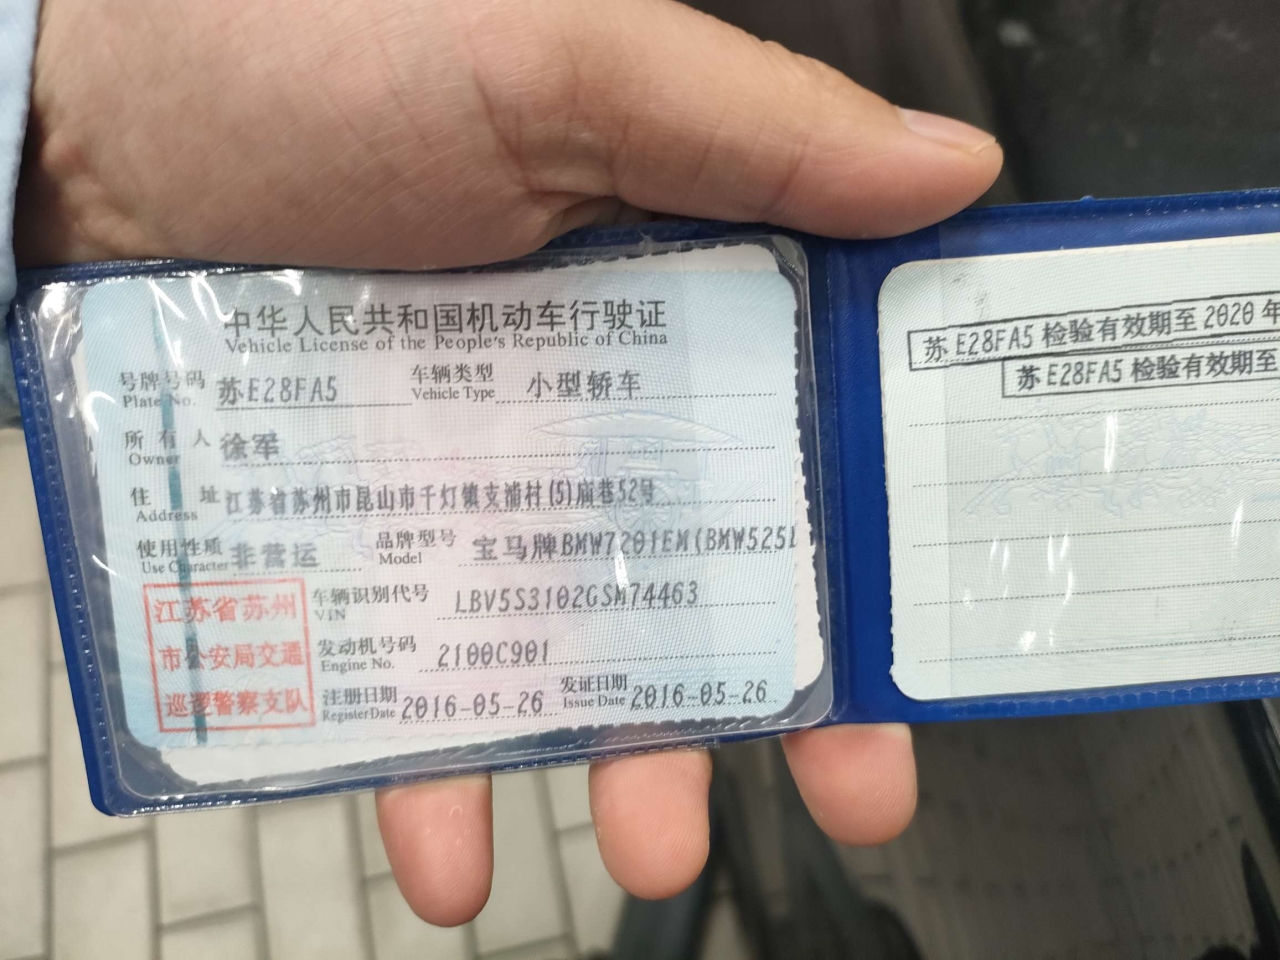 中华人民共和国机动车行驶证
Vehicle License of the People's Republic of China
号牌号码 苏E28FA5 车辆类型 小型轿车
Plate No. Vehicle Type
所有人 徐军
Owner
住址 江苏省苏州市昆山市千灯镇支浦村(5)庙巷52号
Address
使用性质 非营运 品牌型号 宝马牌BMW7201EM(BMW525L
Use Character Model
江苏省苏州
市公安局交通
巡逻警察支队
车辆识别代号 LBV5S3102GSM74463
VIN
发动机号码 2100C901
Engine No.
注册日期 2016-05-26 发证日期 2016-05-26
Register Date Issue Date
苏E28FA5 检验有效期至 2020 年
苏E28FA5 检验有效期至